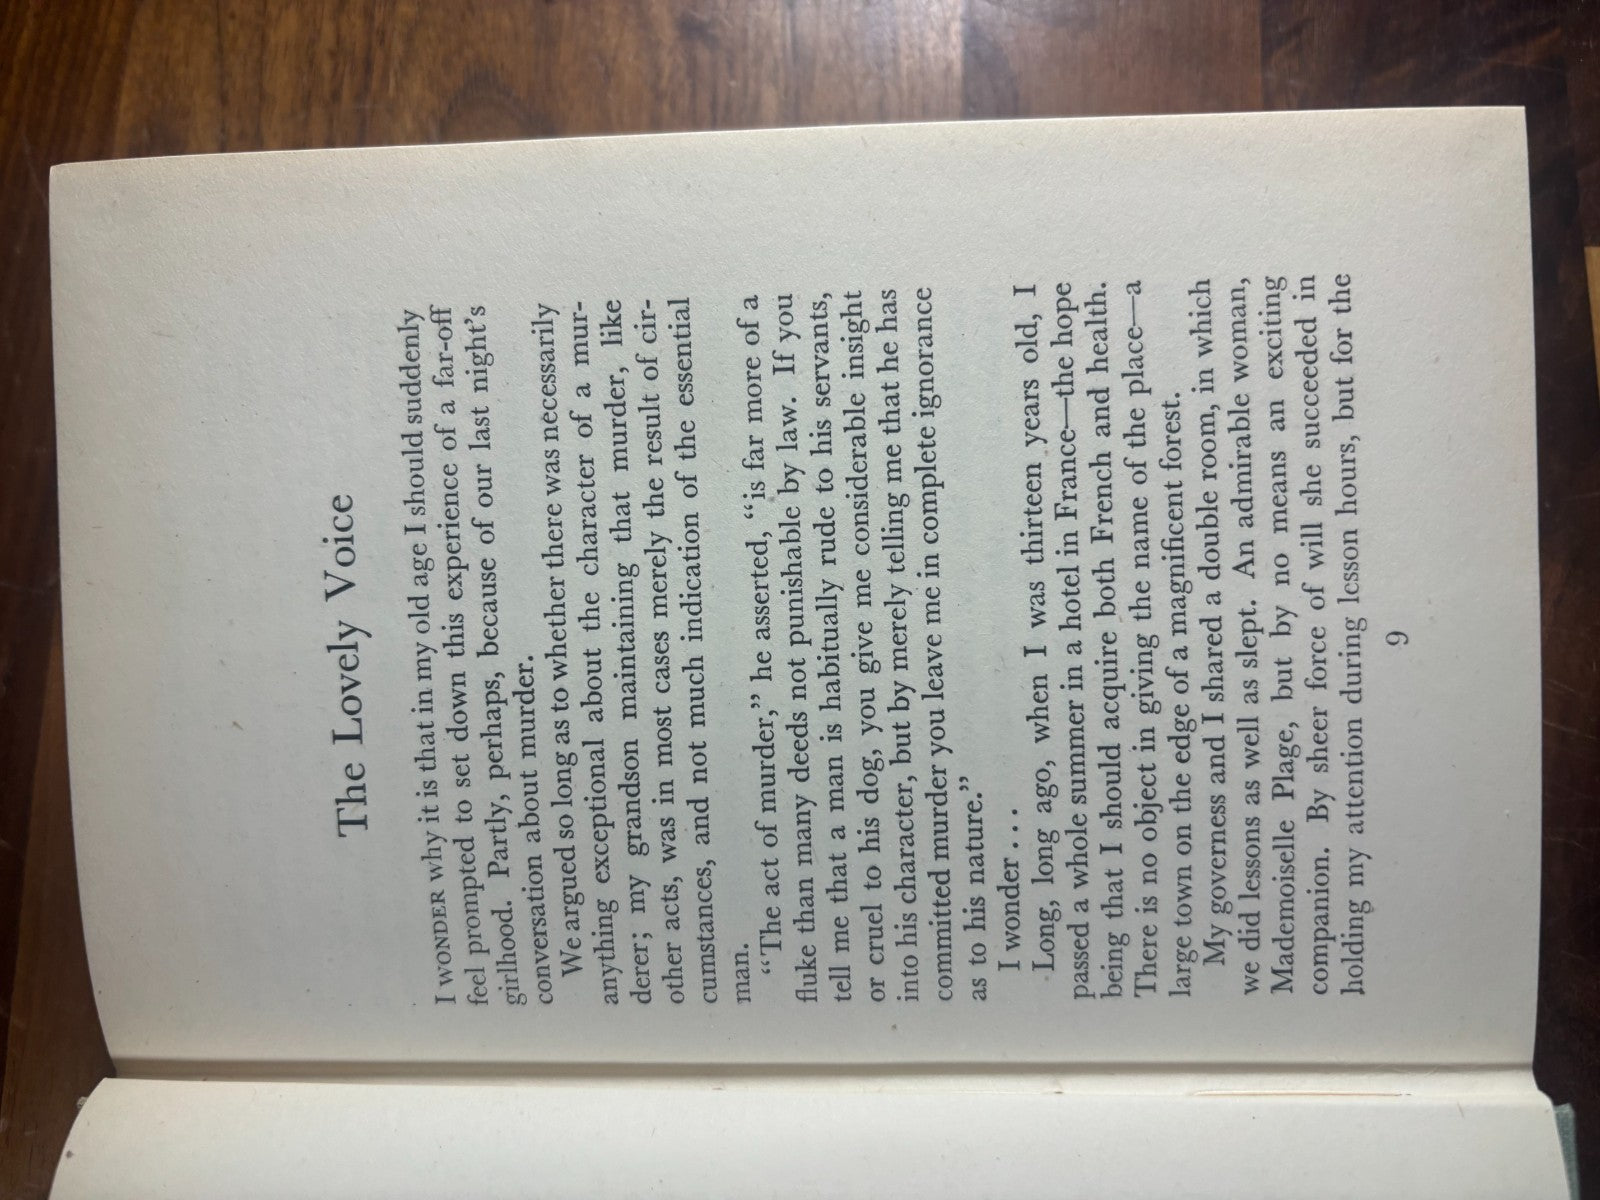 The Lovely Voice
I WONDER why it is that in my old age I should suddenly
feel prompted to set down this experience of a far-off
girlhood. Partly, perhaps, because of our last night's
conversation about murder.
We argued so long as to whether there was necessarily
anything exceptional about the character of a mur-
derer; my grandson maintaining that murder, like
other acts, was in most cases merely the result of cir-
cumstances, and not much indication of the essential
man.
“The act of murder,” he asserted, “is far more of a
fluke than many deeds not punishable by law. If you
tell me that a man is habitually rude to his servants,
or cruel to his dog, you give me considerable insight
into his character, but by merely telling me that he has
committed murder you leave me in complete ignorance
as to his nature.”
I wonder . . .
Long, long ago, when I was thirteen years old, I
passed a whole summer in a hotel in France—the hope
being that I should acquire both French and health.
There is no object in giving the name of the place—a
large town on the edge of a magnificent forest.
My governess and I shared a double room, in which
we did lessons as well as slept. An admirable woman,
Mademoiselle Plage, but by no means an exciting
companion. By sheer force of will she succeeded in
holding my attention during lesson hours, but for the
9